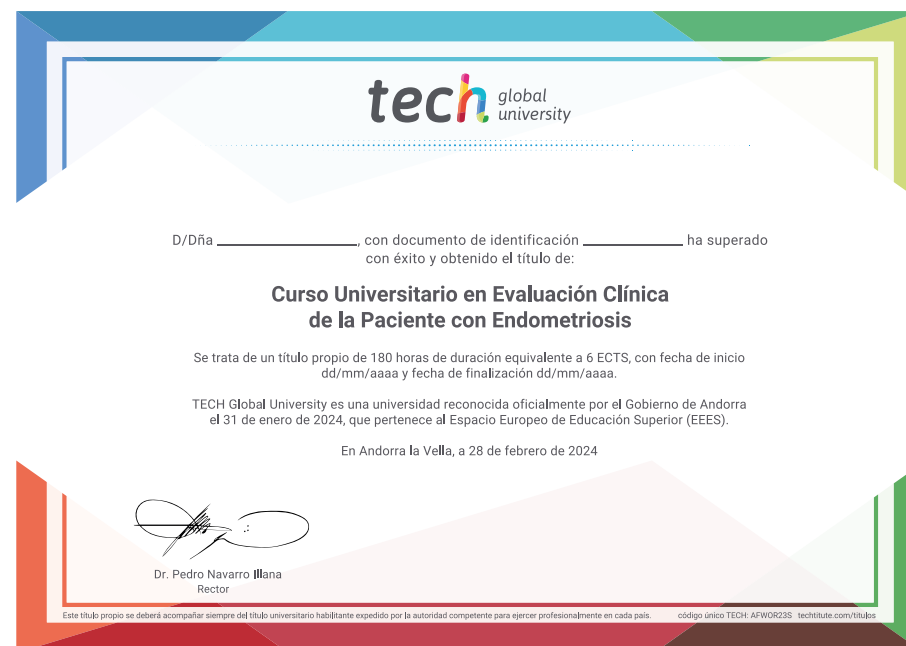 tech global university
D/Dña ____________________, con documento de identificación ______________ ha superado
con éxito y obtenido el título de:
Curso Universitario en Evaluación Clínica
de la Paciente con Endometriosis
Se trata de un título propio de 180 horas de duración equivalente a 6 ECTS, con fecha de inicio
dd/mm/aaaa y fecha de finalización dd/mm/aaaa.
TECH Global University es una universidad reconocida oficialmente por el Gobierno de Andorra
el 31 de enero de 2024, que pertenece al Espacio Europeo de Educación Superior (EEES).
En Andorra la Vella, a 28 de febrero de 2024
Dr. Pedro Navarro Illana
Rector
Este título propio se deberá acompañar siempre del título universitario habilitante expedido por la autoridad competente para ejercer profesionalmente en cada país. código único TECH: AFWOR23S techtitute.com/titulos